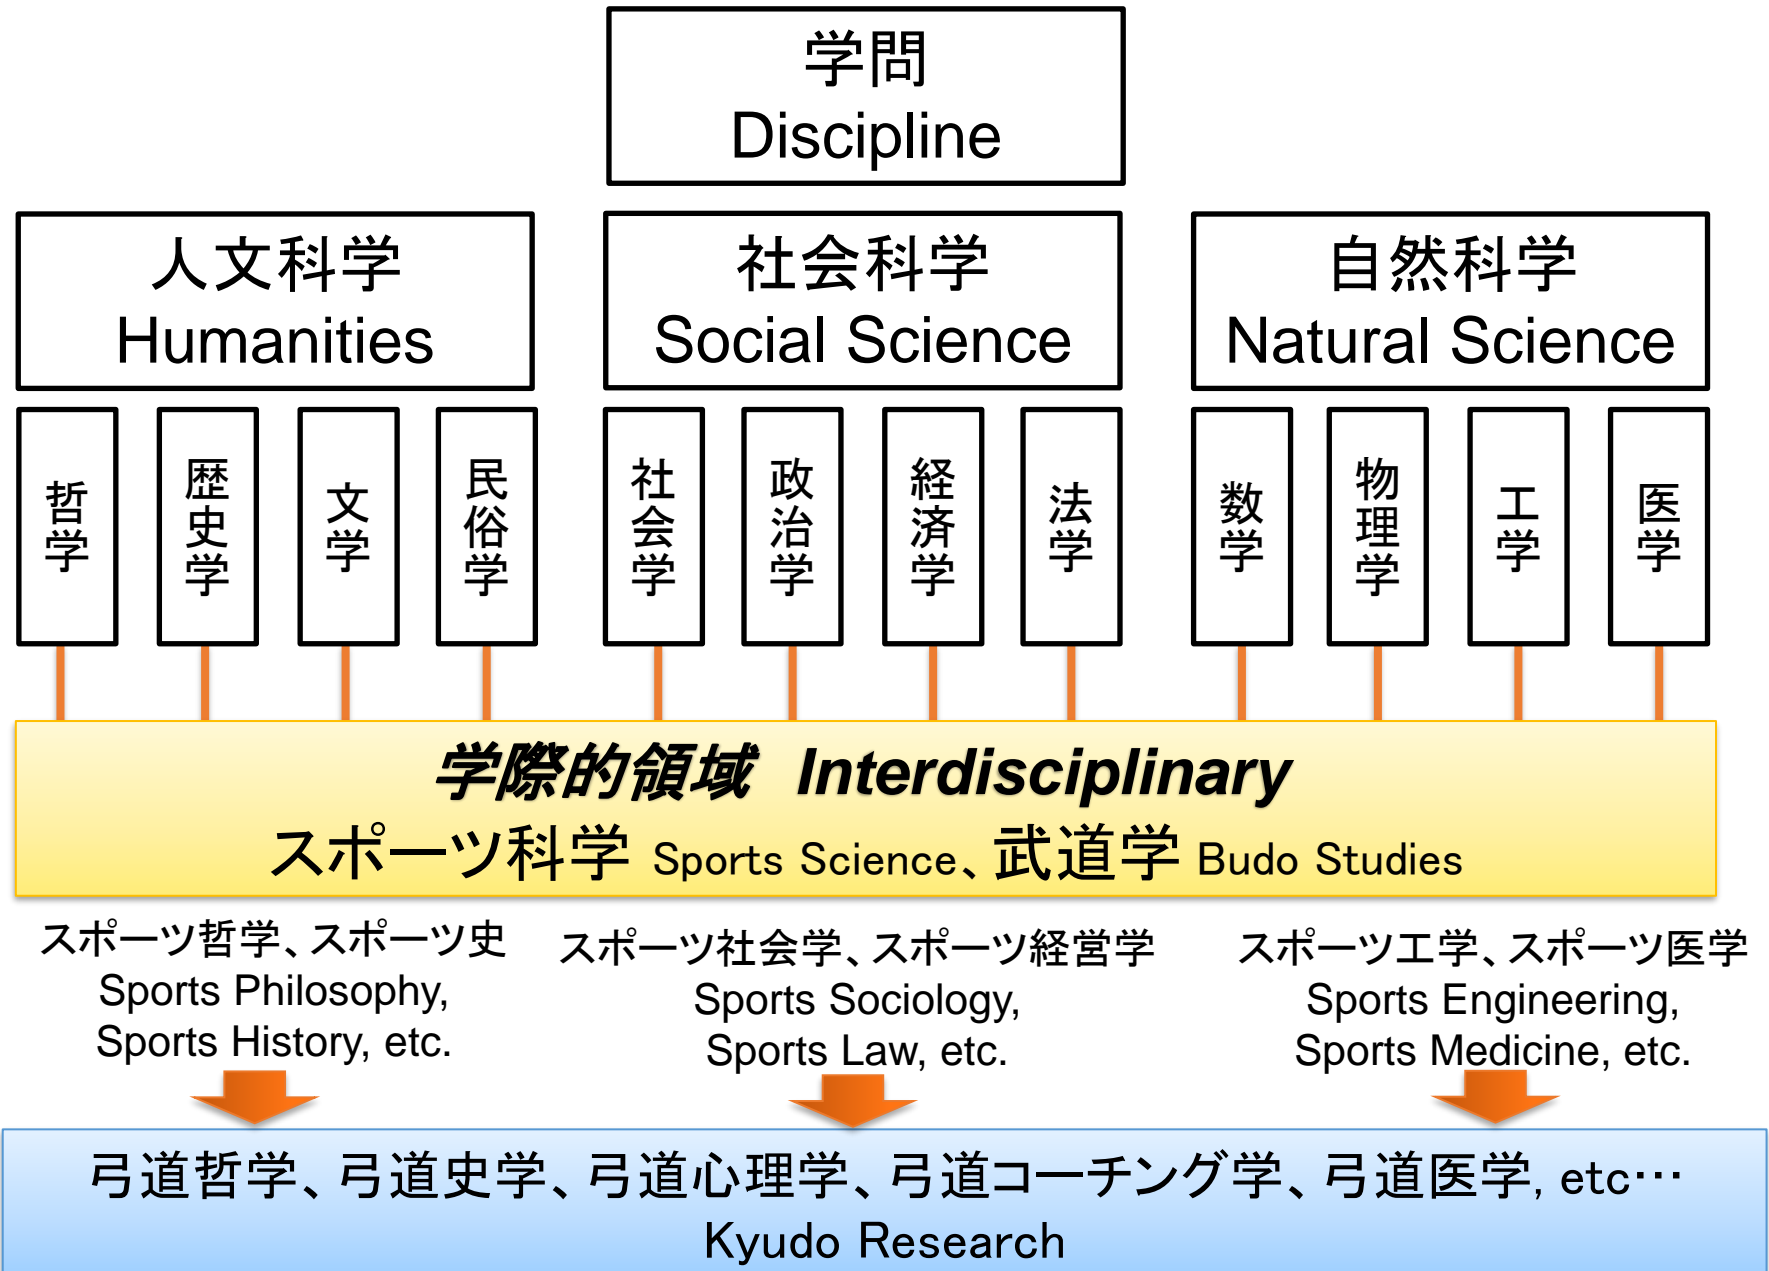 学問
Discipline
人文科学
Humanities
社会科学
Social Science
自然科学
Natural Science
哲学
歴史学
文学
民俗学
社会学
政治学
経済学
法学
数学
物理学
工学
医学
学際的領域 Interdisciplinary
スポーツ科学 Sports Science、武道学 Budo Studies
スポーツ哲学、スポーツ史
Sports Philosophy,
Sports History, etc.
スポーツ社会学、スポーツ経営学
Sports Sociology,
Sports Law, etc.
スポーツ工学、スポーツ医学
Sports Engineering,
Sports Medicine, etc.
弓道哲学、弓道史学、弓道心理学、弓道コーチング学、弓道医学, etc…
Kyudo Research